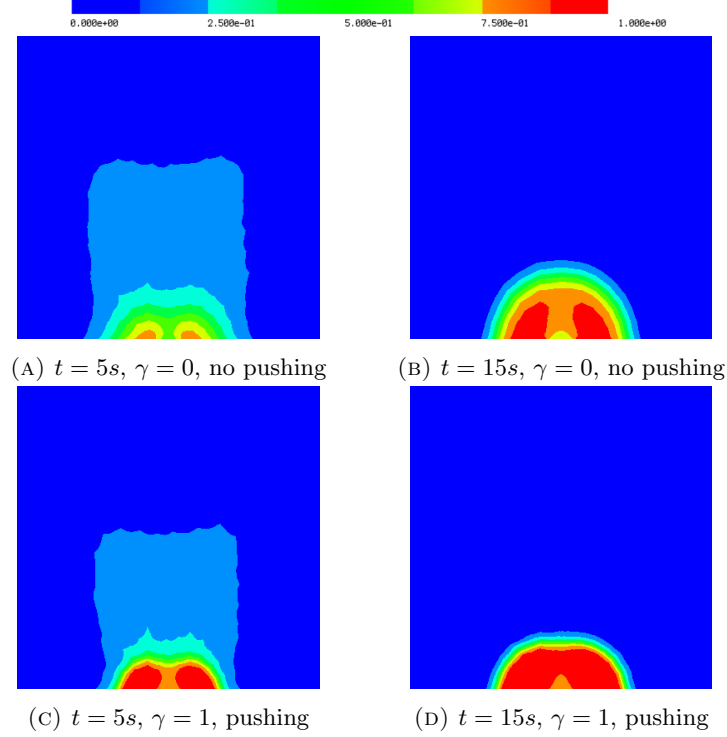 0.000e+00 2.500e-01 5.000e-01 7.500e-01 1.000e+00
(A) t = 5s, γ = 0, no pushing
(B) t = 15s, γ = 0, no pushing
(C) t = 5s, γ = 1, pushing
(D) t = 15s, γ = 1, pushing